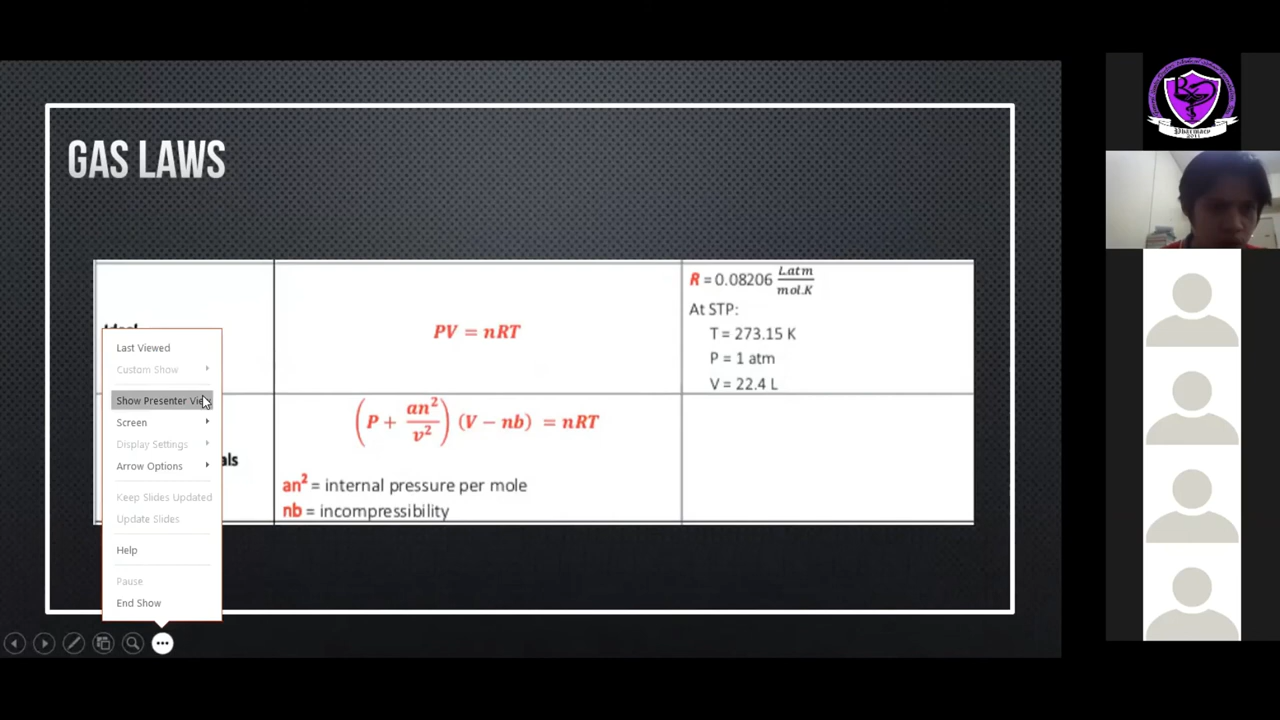 GAS LAWS
PV = nRT
R = 0.08206 Latm/mol.K
At STP:
T = 273.15 K
P = 1 atm
V = 22.4 L
(P + an²/v²) (V − nb) = nRT
an² = internal pressure per mole
nb = incompressibility
als
Last Viewed
Custom Show
Show Presenter View
Screen
Display Settings
Arrow Options
Keep Slides Updated
Update Slides
Help
Pause
End Show
Pharmacy